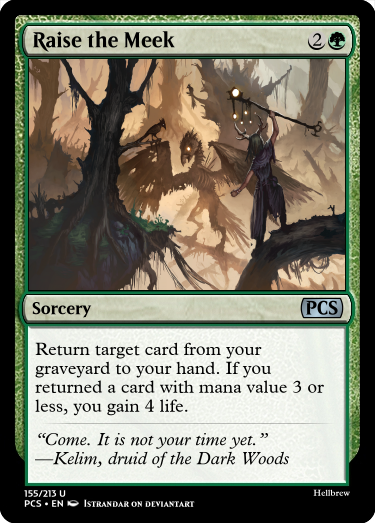 Raise the Meek 2
Sorcery PCS
Return target card from your
graveyard to your hand. If you
returned a card with mana value 3 or
less, you gain 4 life.
“Come. It is not your time yet.”
—Kelim, druid of the Dark Woods
155/213 U Hellbrew
PCS • EN Istrandar on deviantart